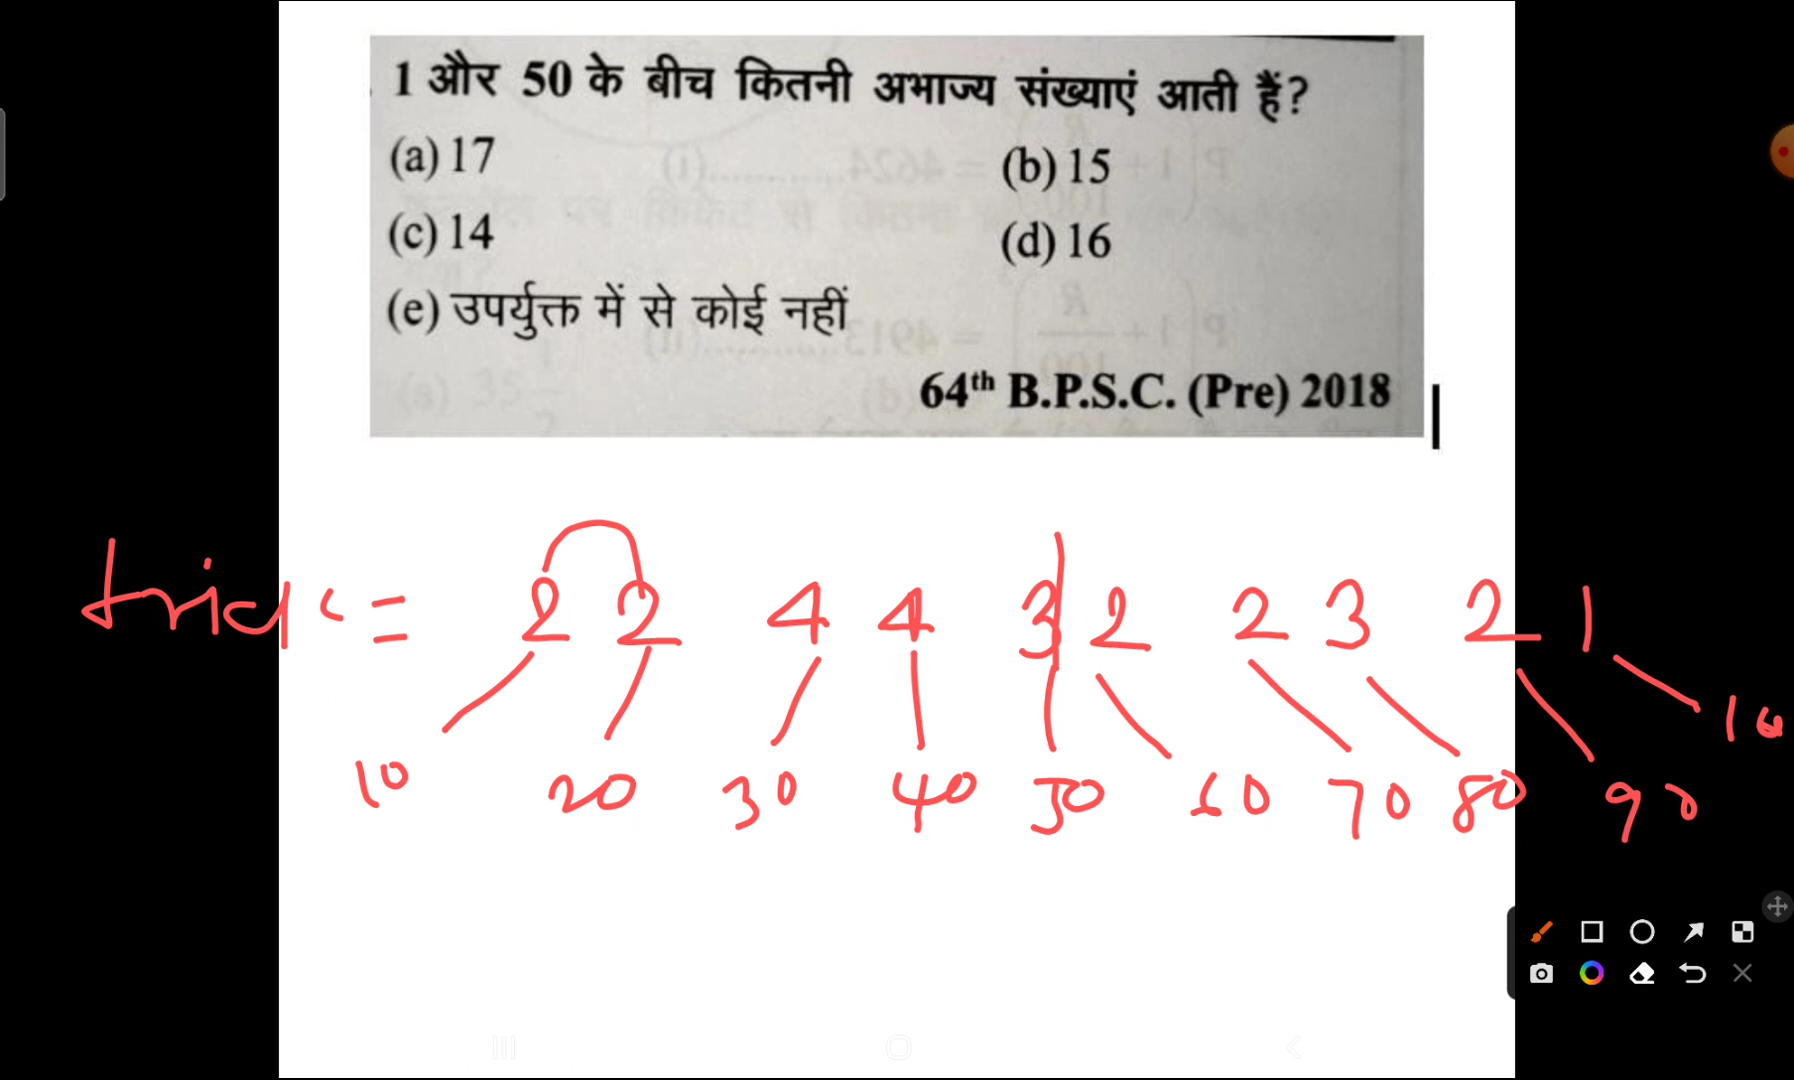 1 और 50 के बीच कितनी अभाज्य संख्याएं आती हैं?
(a) 17 (b) 15
(c) 14 (d) 16
(e) उपर्युक्त में से कोई नहीं
64th B.P.S.C. (Pre) 2018
trick = 2 2 4 4 3 2 2 3 2 1
10 20 30 40 50 60 70 80 90